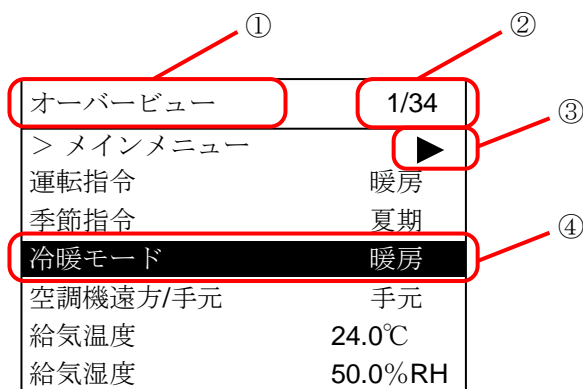 ① ②
オーバービュー 1/34
③
> メインメニュー ▶
運転指令 暖房
季節指令 夏期
④
冷暖モード 暖房
空調機遠方/手元 手元
給気温度 24.0℃
給気湿度 50.0%RH